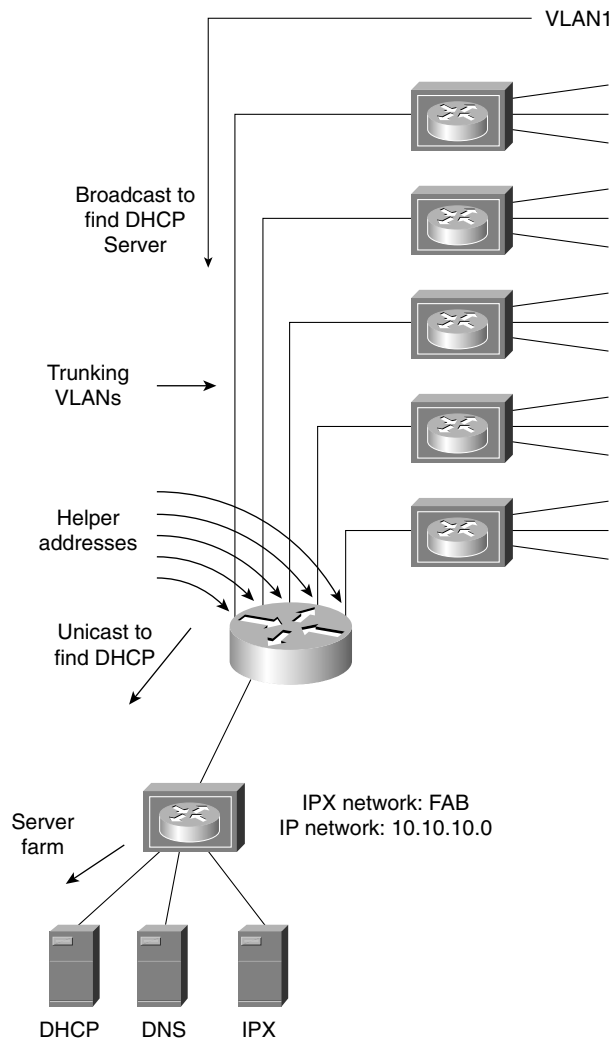 VLAN1
Broadcast to
find DHCP
Server
Trunking
VLANs
Helper
addresses
Unicast to
find DHCP
IPX network: FAB
IP network: 10.10.10.0
Server
farm
DHCP
DNS
IPX